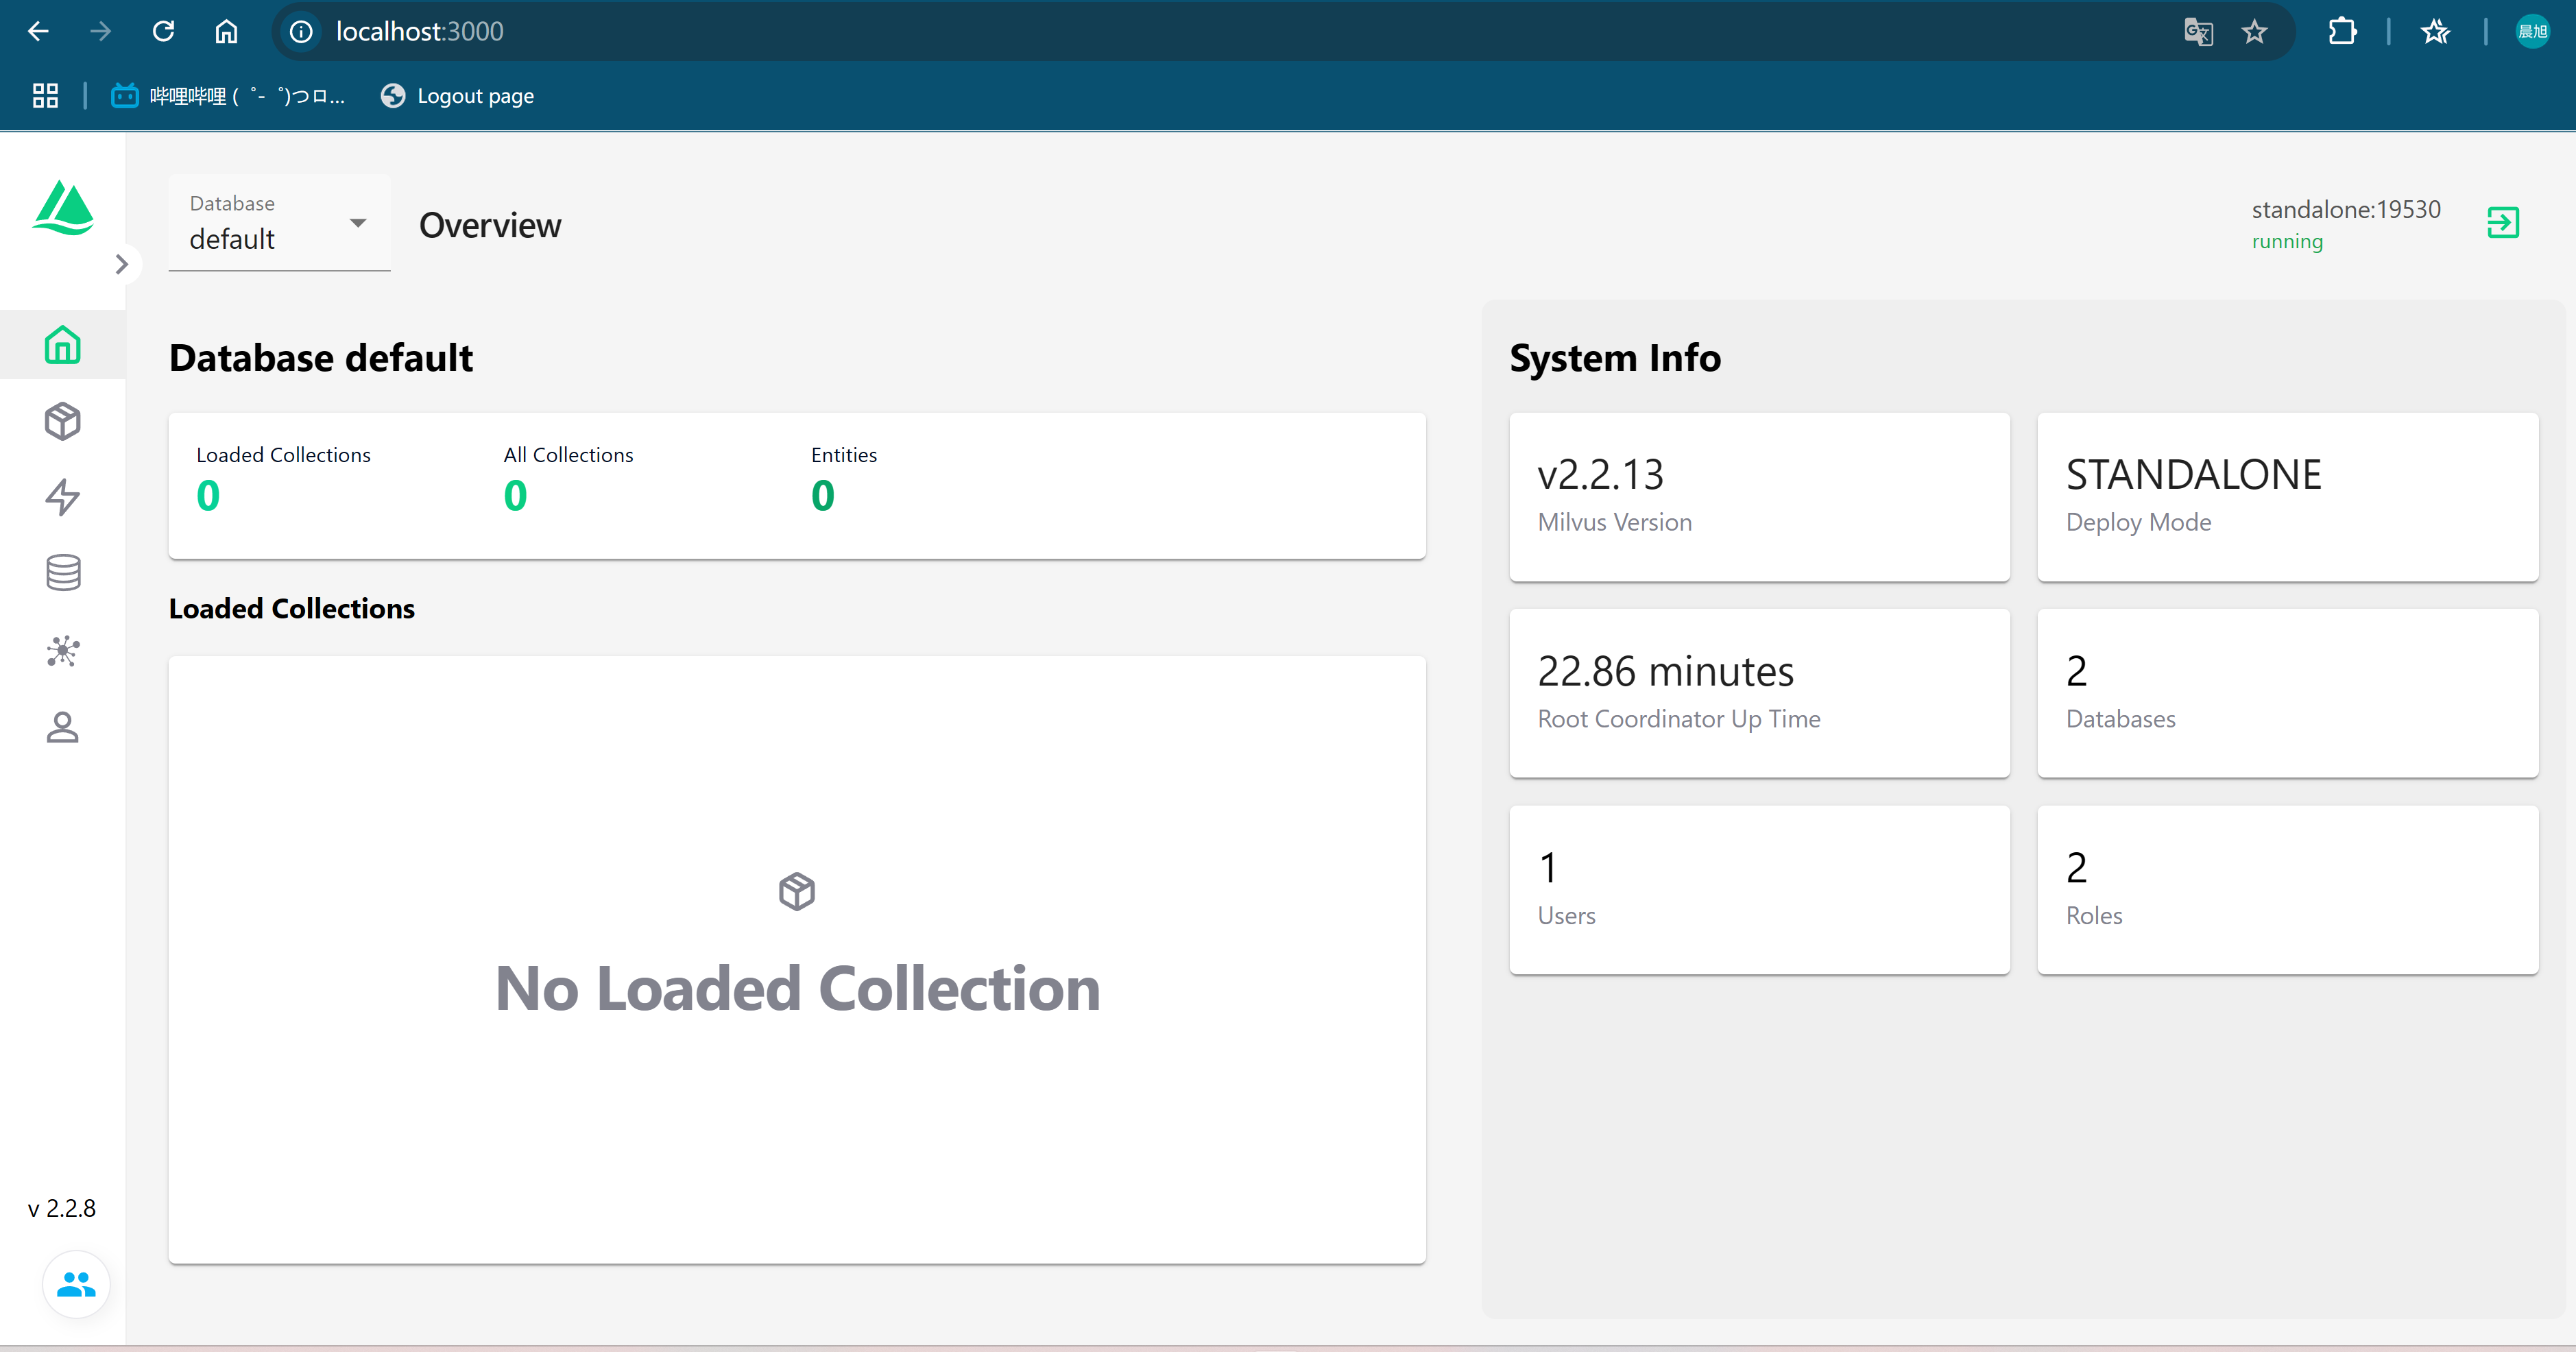 localhost:3000
哔哩哔哩 (゜-゜)つロ...
Logout page
晨旭
Database
default
Overview
standalone:19530
running
Database default
Loaded Collections
0
All Collections
0
Entities
0
Loaded Collections
No Loaded Collection
System Info
v2.2.13
Milvus Version
STANDALONE
Deploy Mode
22.86 minutes
Root Coordinator Up Time
2
Databases
1
Users
2
Roles
v 2.2.8